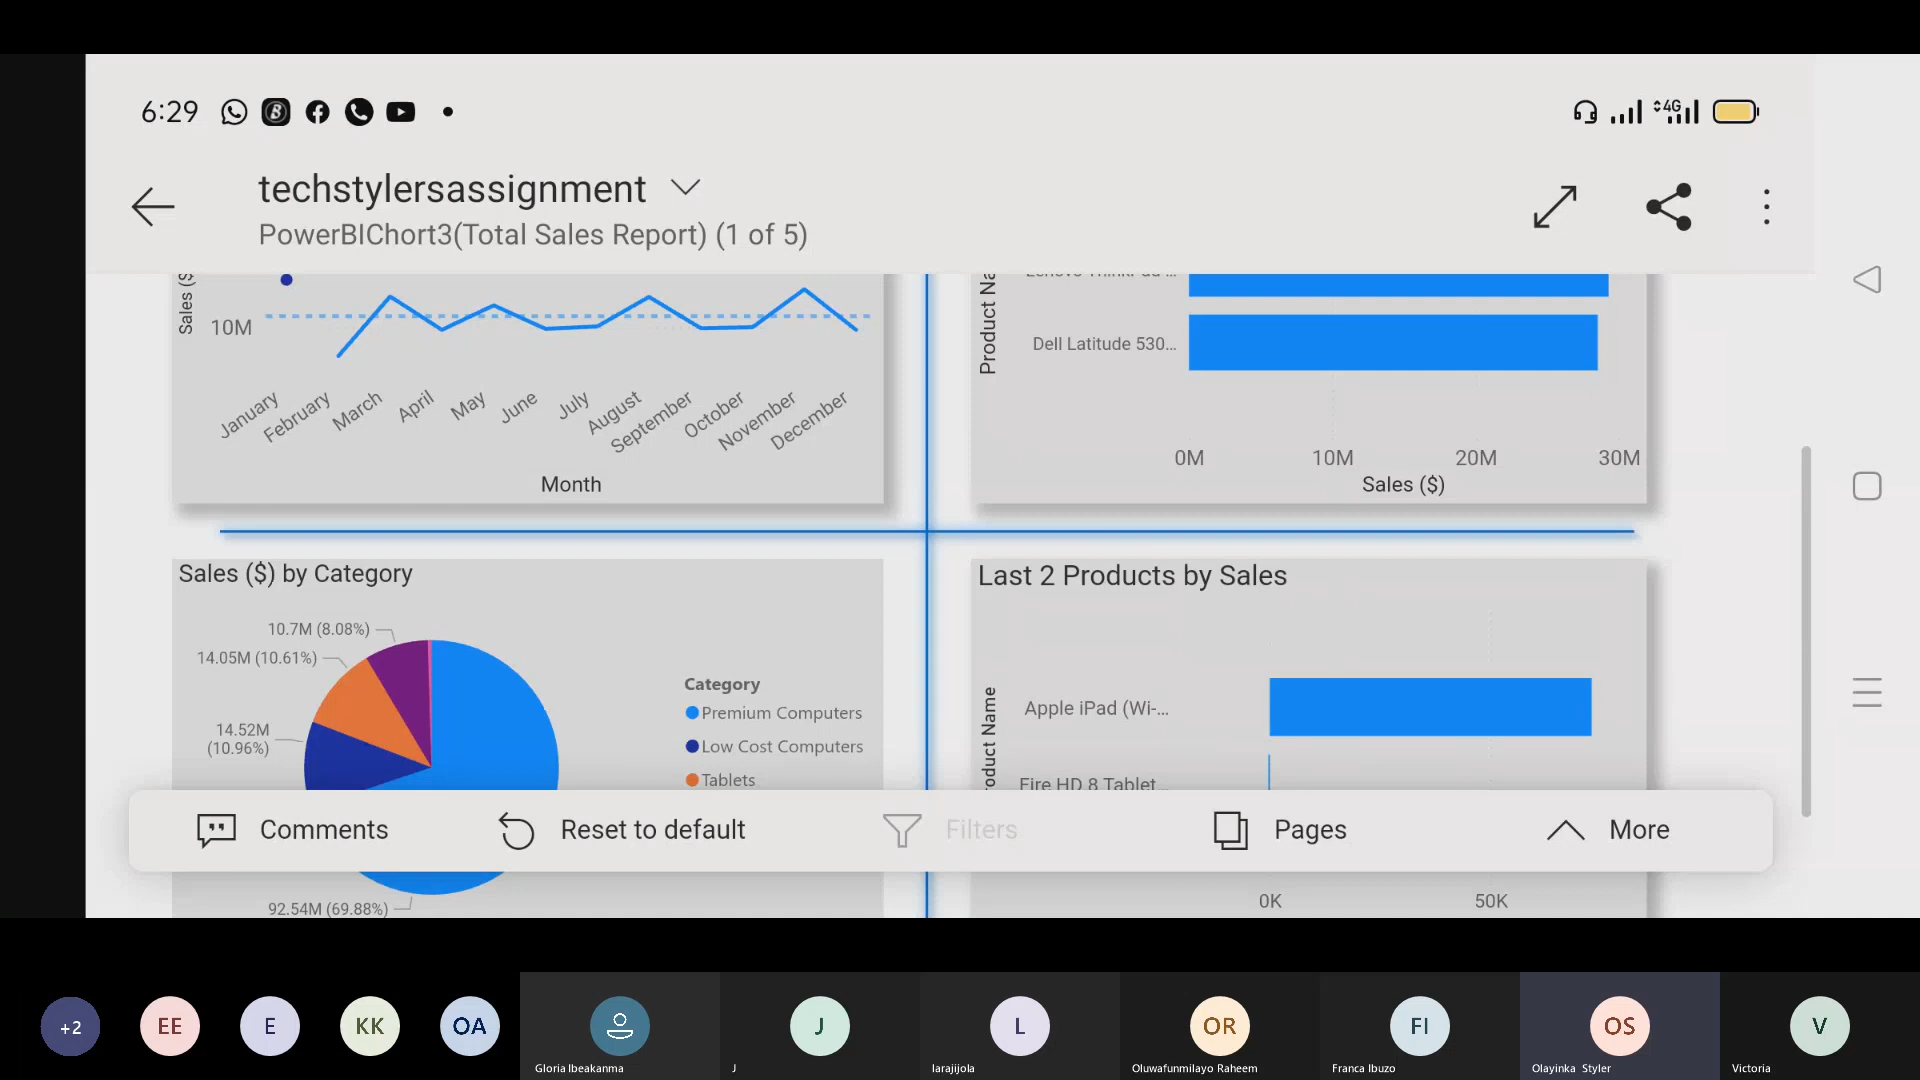 6:29
4G
techstylersassignment
PowerBIChort3(Total Sales Report) (1 of 5)
Sales ($
10M
January
February
March
April
May
June
July
August
September
October
November
December
Month
Product Na
Dell Latitude 530...
0M 10M 20M 30M
Sales ($)
Sales ($) by Category
10.7M (8.08%)
14.05M (10.61%)
14.52M
(10.96%)
92.54M (69.88%)
Category
Premium Computers
Low Cost Computers
Tablets
Last 2 Products by Sales
oduct Name
Apple iPad (Wi-...
Fire HD 8 Tablet...
0K 50K
Comments
Reset to default
Filters
Pages
More
+2
EE
E
KK
OA
Gloria Ibeakanma
J
J
L
larajijola
OR
Oluwafunmilayo Raheem
FI
Franca Ibuzo
OS
Olayinka Styler
V
Victoria